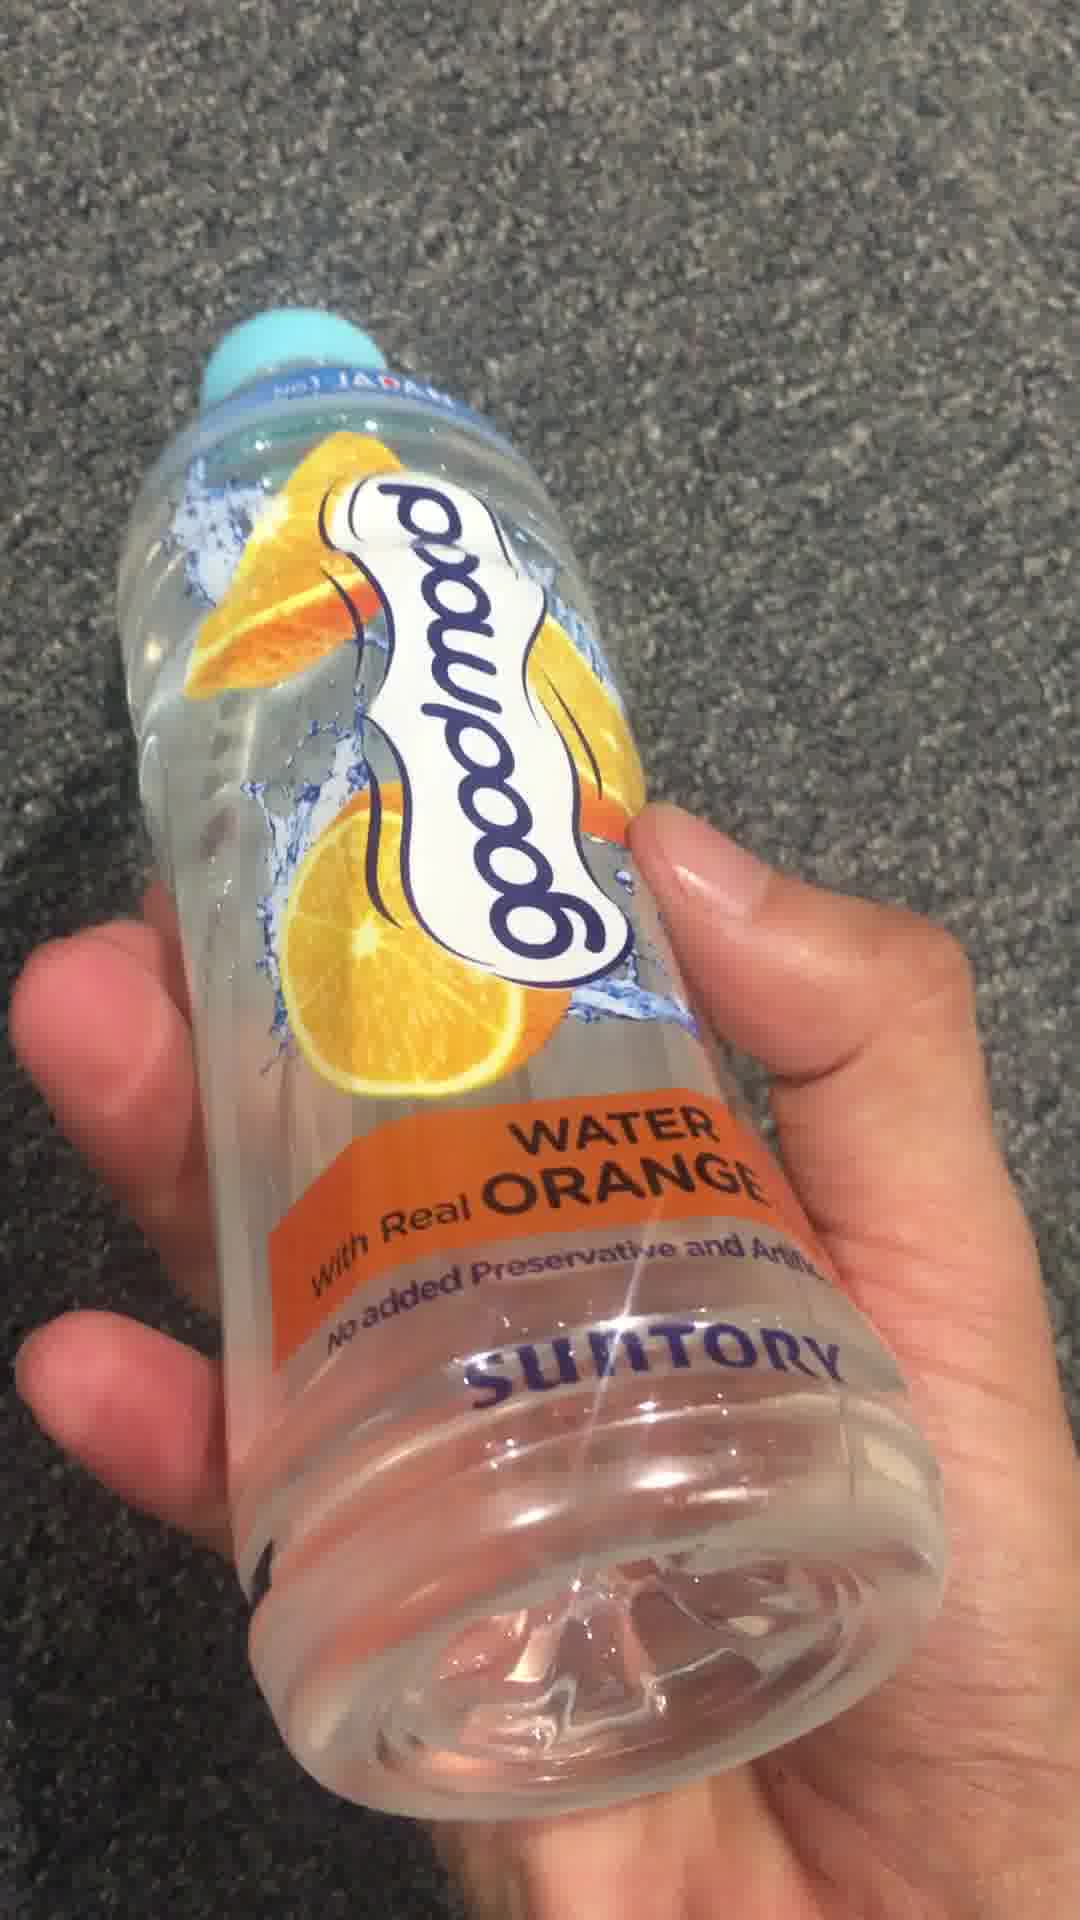 No.1 JAPAN
goodmood
WATER
with Real ORANGE
No added Preservative and
SUNTORY